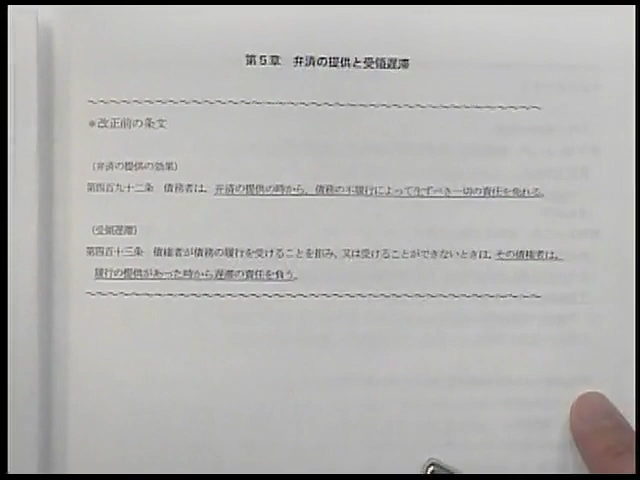 第5章 弁済の提供と受領遅滞
*改正前の条文
(弁済の提供の効果)
第四百九十二条 債務者は、弁済の提供の時から、債務の不履行によって生ずべき一切の責任を免れる。
(受領遅滞)
第四百十三条 債権者が債務の履行を受けることを拒み、又は受けることができないときは、その債権者は、
履行の提供があった時から遅滞の責任を負う。